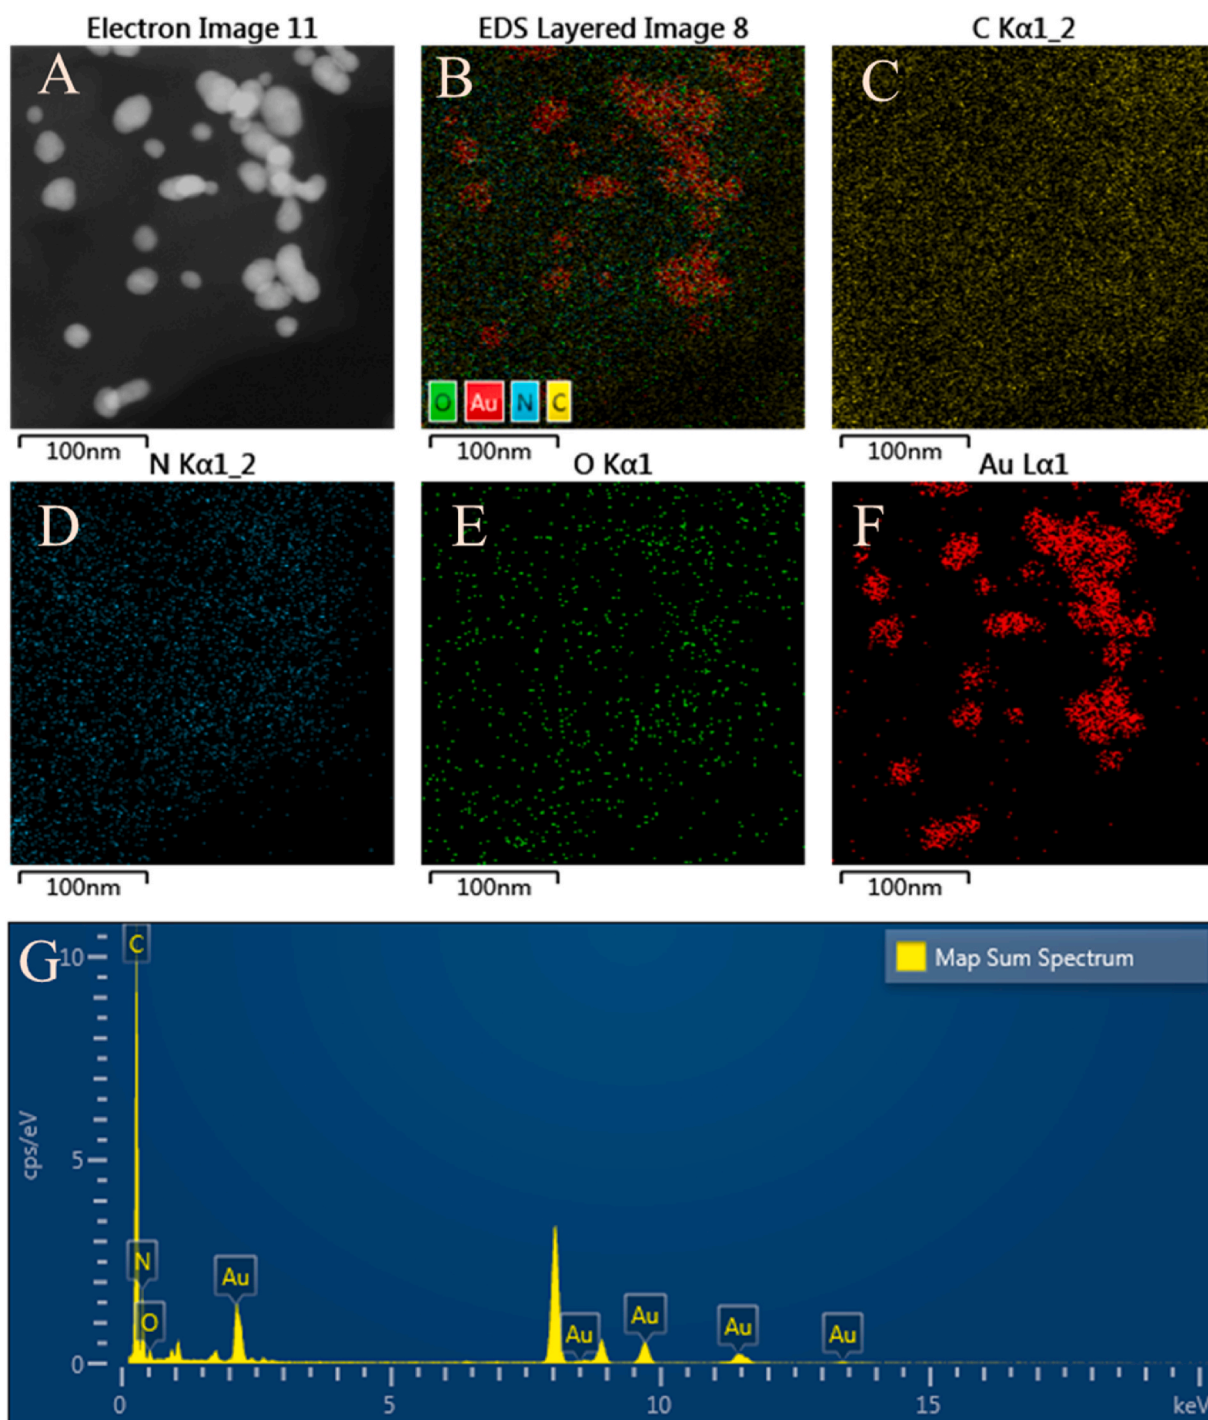 Electron Image 11
EDS Layered Image 8
C Kα1_2
A
B
C
O Au N C
100nm
100nm
100nm
N Kα1_2
O Kα1
Au Lα1
D
E
F
100nm
100nm
100nm
G
C
Map Sum Spectrum
10
cps/eV
5
N
Au
O
Au
Au
Au
Au
0
0 5 10 15 keV